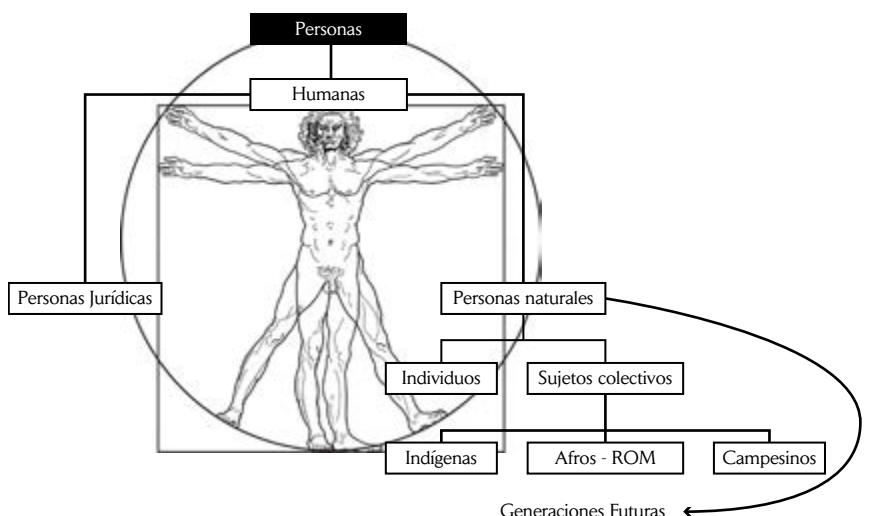 Personas
Humanas
Personas Jurídicas
Personas naturales
Individuos
Sujetos colectivos
Indígenas
Afros - ROM
Campesinos
Generaciones Futuras